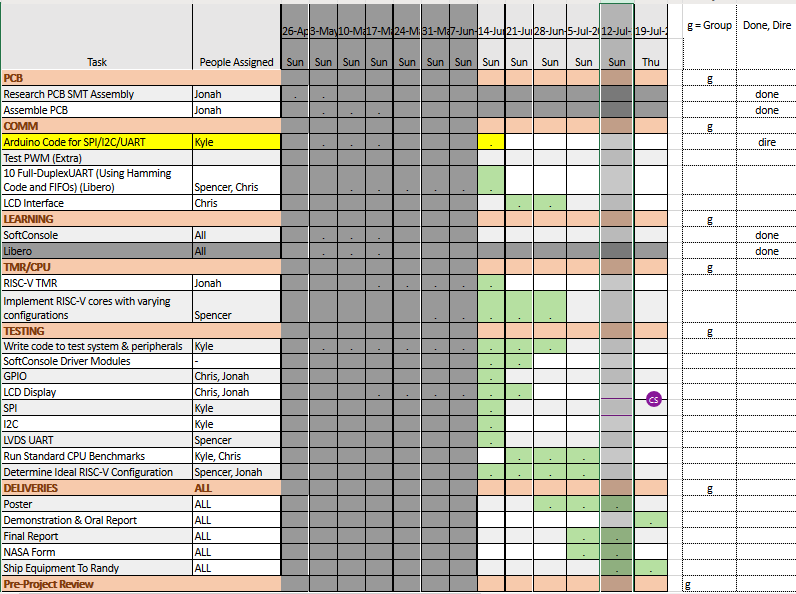 26-Ap 3-May 10-Ma 17-Ma 24-Ma 31-Ma 7-Jun- 14-Jun 21-Jun 28-Jun- 5-Jul-20 12-Jul- 19-Jul-2 g = Group Done, Dire
Task People Assigned Sun Sun Sun Sun Sun Sun Sun Sun Sun Sun Sun Sun Thu
PCB g
Research PCB SMT Assembly Jonah . . done
Assemble PCB Jonah . . done
COMM g
Arduino Code for SPI/I2C/UART Kyle . . . . dire
Test PWM (Extra)
10 Full-DuplexUART (Using Hamming
Code and FIFOs) (Libero) Spencer, Chris . . . . . .
LCD Interface Chris . .
LEARNING g
SoftConsole All . . . done
Libero All . . . done
TMR/CPU g
RISC-V TMR Jonah . . . . .
Implement RISC-V cores with varying
configurations Spencer . . . . .
TESTING g
Write code to test system & peripherals Kyle . . . . . . . . .
SoftConsole Driver Modules - . .
GPIO Chris, Jonah .
LCD Display Chris, Jonah . . . . . .
CS
SPI Kyle .
I2C Kyle .
LVDS UART Spencer .
Run Standard CPU Benchmarks Kyle, Chris . . .
Determine Ideal RISC-V Configuration Spencer, Jonah . . . .
DELIVERIES ALL g
Poster ALL . . .
Demonstration & Oral Report ALL .
Final Report ALL . .
NASA Form ALL . .
Ship Equipment To Randy ALL . .
Pre-Project Review g